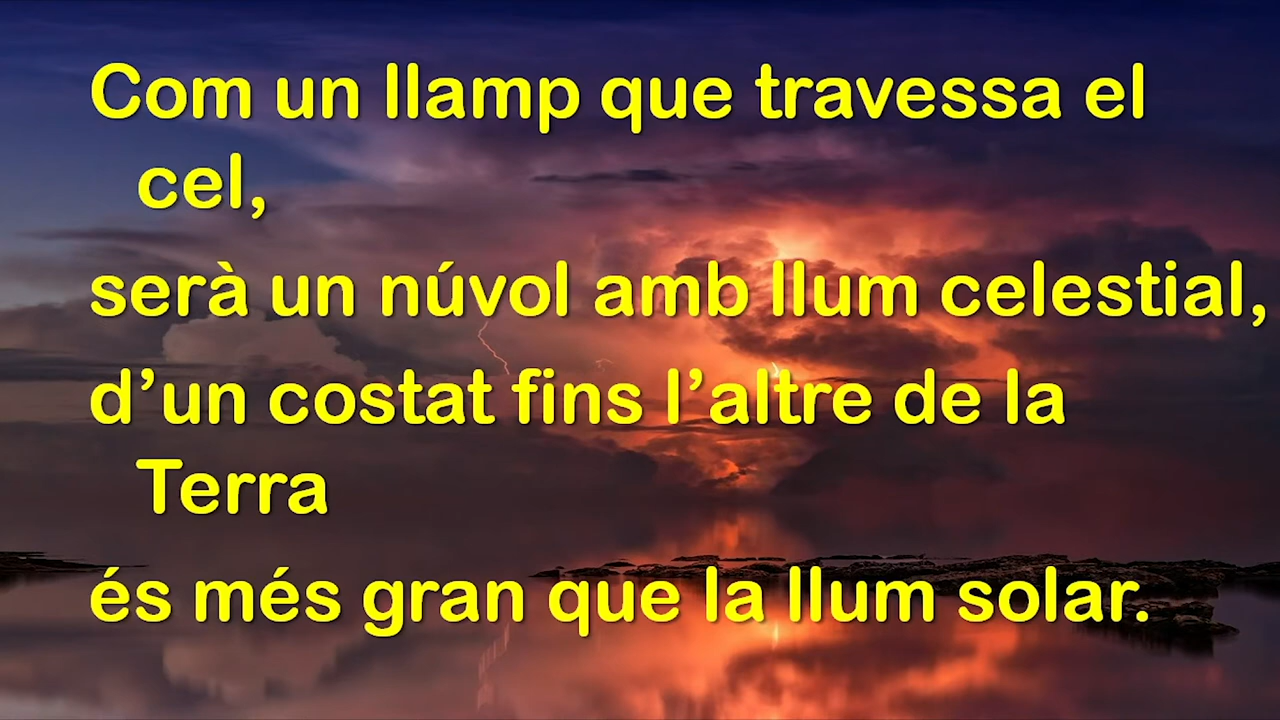 Com un llamp que travessa el
cel,
serà un núvol amb llum celestial,
d’un costat fins l’altre de la
Terra
és més gran que la llum solar.